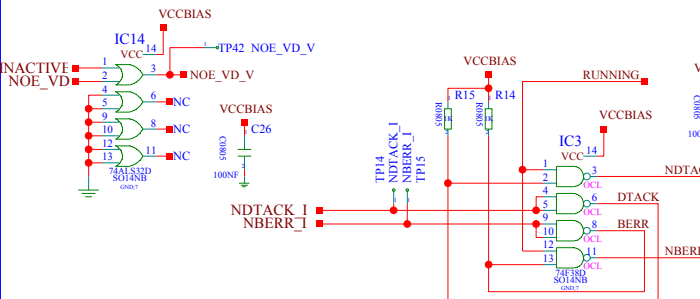 VCCBIAS
IC14
VCC 14
1 TP42 NOE_VD_V
INACTIVE 1
NOE_VD 2
3 NOE_VD_V
4
5
6 NC
9
10
8 NC
12
13
11 NC
74ALS32D
SO14NB
GND;7
VCCBIAS
C26
C0805
1
2
100NF
VCCBIAS
R15
R14
R0805
R0805
1K
1K
TP14
NDTACK_I
NBERR_I
TP15
NDTACK_I
NBERR_I
RUNNING
VCCBIAS
IC3
VCC 14
1
2
3
OCL
NDTA
4
5
6
OCL
DTACK
9
10
8
OCL
BERR
12
13
11
OCL
NBER
74F38D
SO14NB
GND;7
C0805